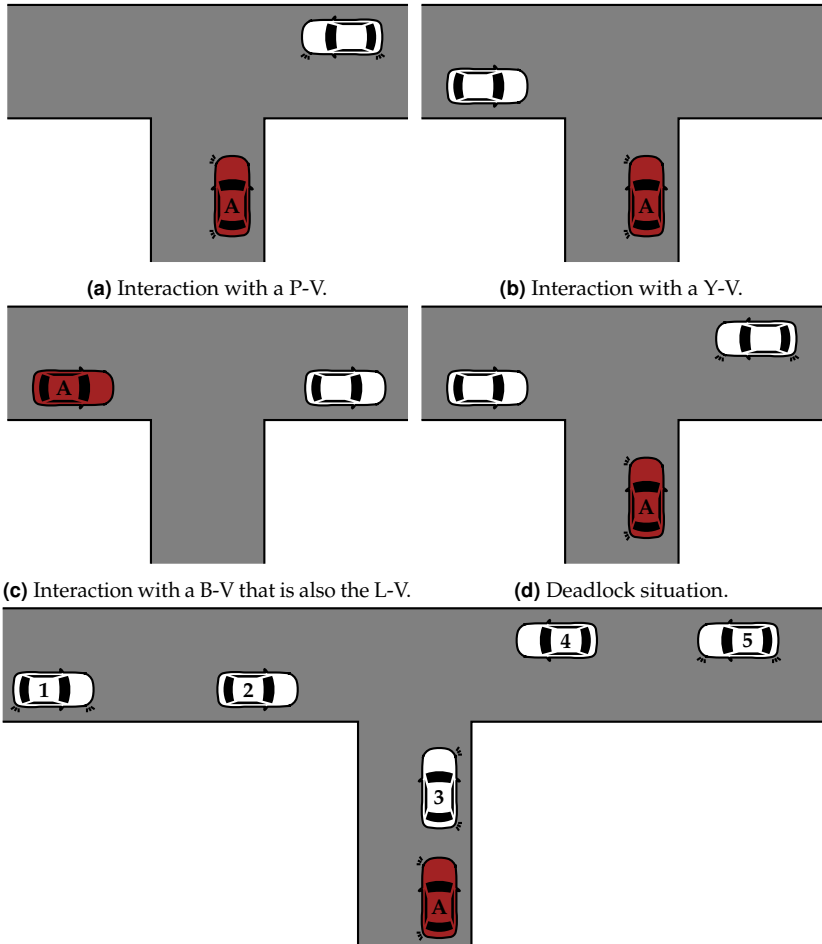 A
A
(a) Interaction with a P-V.
(b) Interaction with a Y-V.
A
A
(c) Interaction with a B-V that is also the L-V.
(d) Deadlock situation.
4
5
1
2
3
A